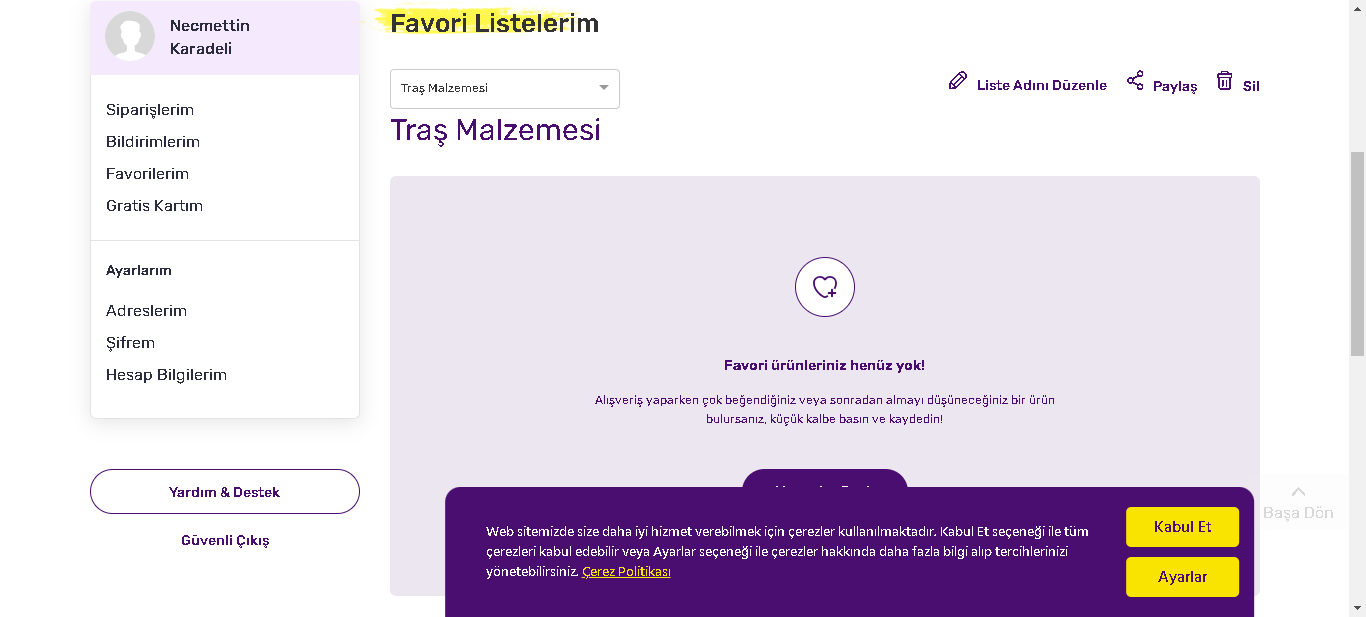 Necmettin
Karadeli
Siparişlerim
Bildirimlerim
Favorilerim
Gratis Kartım
Ayarlarım
Adreslerim
Şifrem
Hesap Bilgilerim
Yardım & Destek
Güvenli Çıkış
Favori Listelerim
Traş Malzemesi
Liste Adını Düzenle
Paylaş
Sil
Traş Malzemesi
Favori ürünleriniz henüz yok!
Alışveriş yaparken çok beğendiğiniz veya sonradan almayı düşüneceğiniz bir ürün
bulursanız, küçük kalbe basın ve kaydedin!
Web sitemizde size daha iyi hizmet verebilmek için çerezler kullanılmaktadır. Kabul Et seçeneği ile tüm
çerezleri kabul edebilir veya Ayarlar seçeneği ile çerezler hakkında daha fazla bilgi alıp tercihlerinizi
yönetebilirsiniz. Çerez Politikası
Kabul Et
Ayarlar
Başa Dön